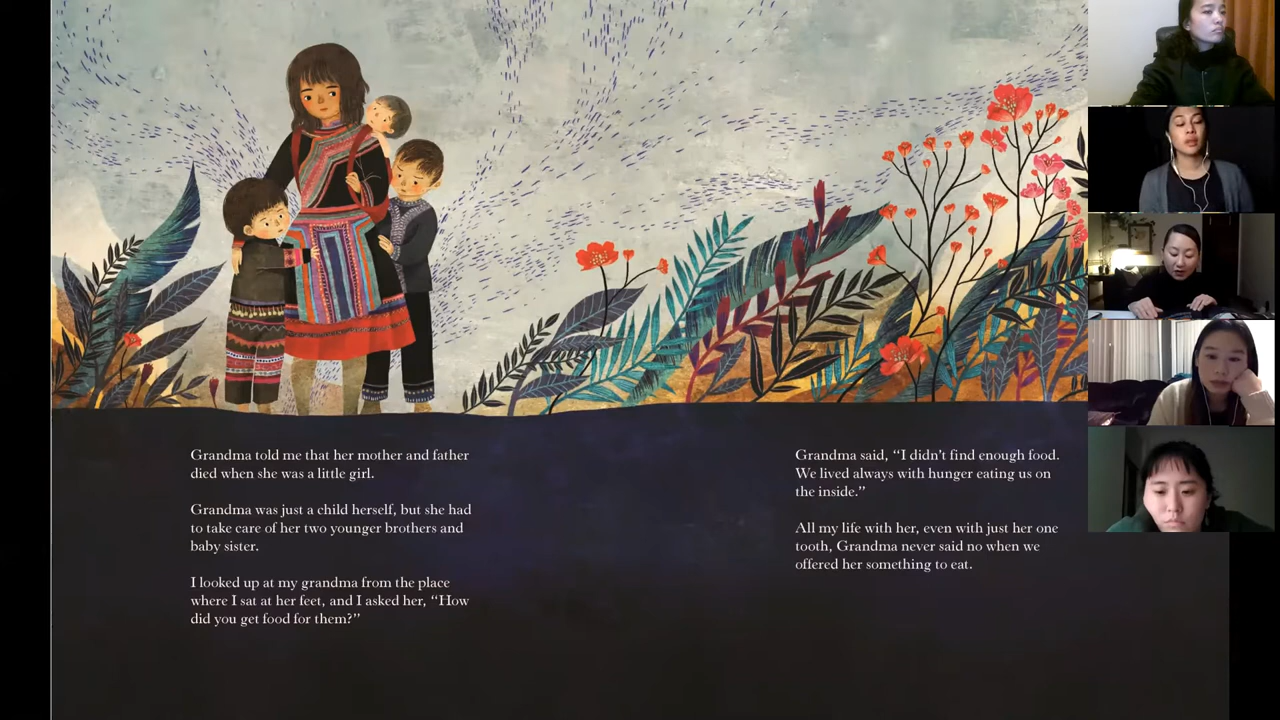 Grandma told me that her mother and father
died when she was a little girl.
Grandma was just a child herself, but she had
to take care of her two younger brothers and
baby sister.
I looked up at my grandma from the place
where I sat at her feet, and I asked her, “How
did you get food for them?”
Grandma said, “I didn’t find enough food.
We lived always with hunger eating us on
the inside.”
All my life with her, even with just her one
tooth, Grandma never said no when we
offered her something to eat.